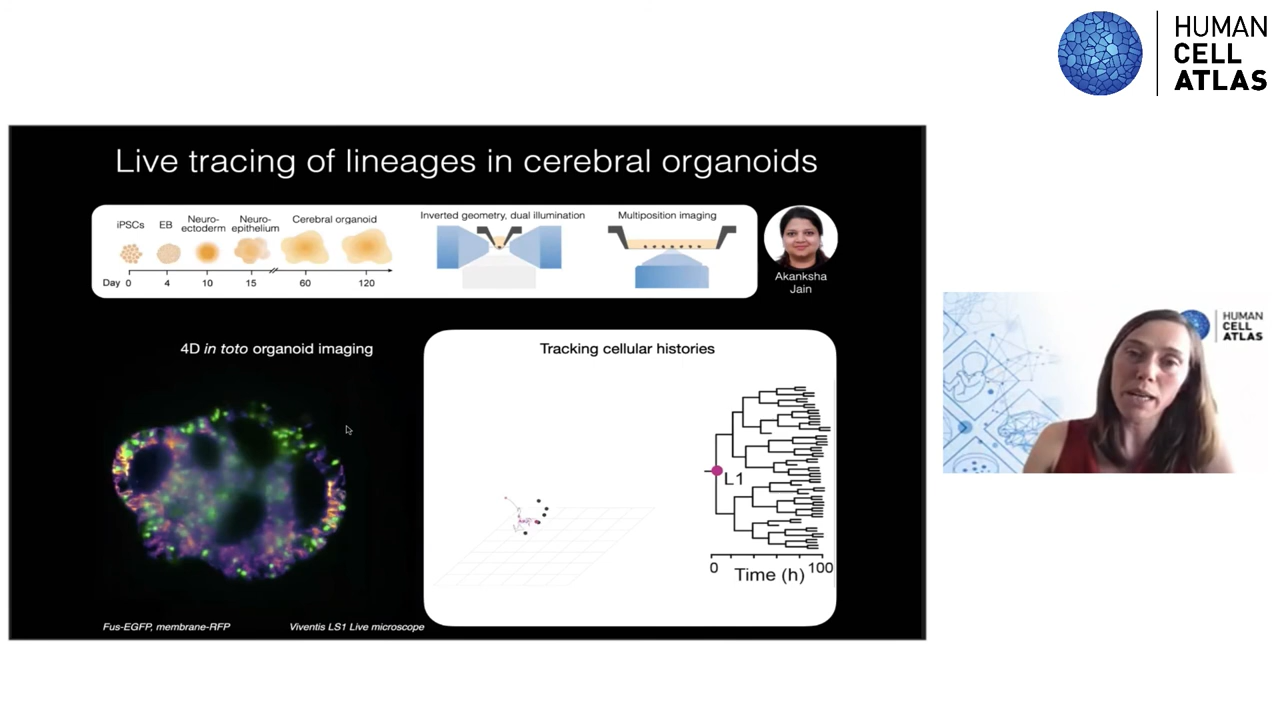 HUMAN
CELL
ATLAS
Live tracing of lineages in cerebral organoids
iPSCs
EB
Neuro-
ectoderm
Neuro-
epithelium
Cerebral organoid
Day 0 4 10 15 60 120
Inverted geometry, dual illumination
Multiposition imaging
Akanksha
Jain
4D in toto organoid imaging
Fus-EGFP, membrane-RFP
Viventis LS1 Live microscope
Tracking cellular histories
L1
0 100
Time (h)
HUMAN
CELL
ATLAS